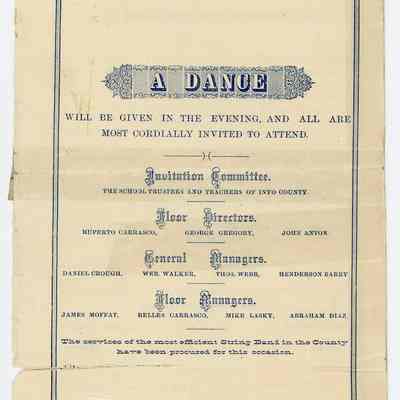 A DANCE
WILL BE GIVEN IN THE EVENING, AND ALL ARE
MOST CORDIALLY INVITED TO ATTEND.
Invitation Committee.
THE SCHOOL TRUSTEES AND TEACHERS OF INYO COUNTY.
Floor Directors.
RUPERTO CARRASCO, GEORGE GREGORY, JOHN ANTON.
General Managers.
DANIEL CROUGH, WEB. WALKER, THOS. WEBB, HENDERSON BARRY
Floor Managers.
JAMES MOFFAT, BELLES CARRASCO, MIKE LASKY, ABRAHAM DIAZ.
The services of the most efficient String Band in the County
have been procused for this occasion.